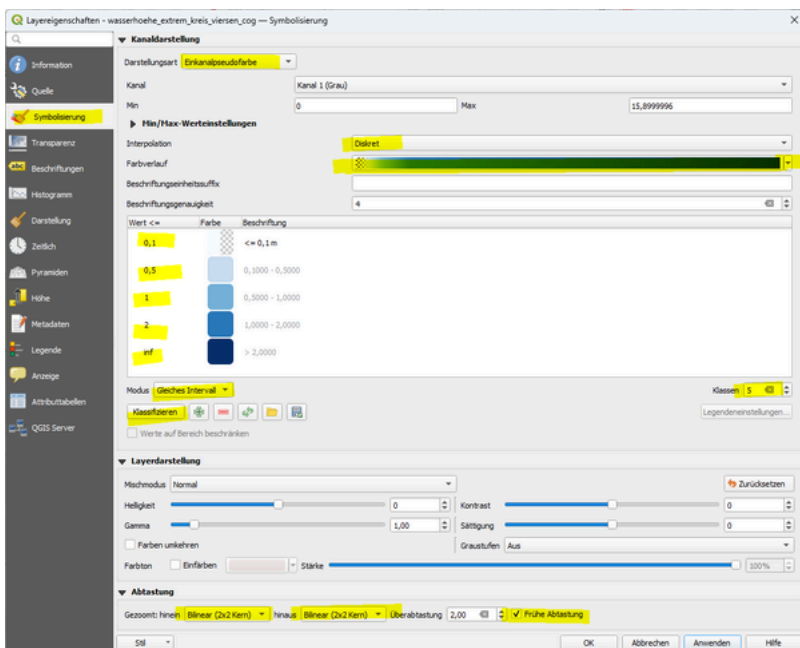 Layereigenschaften - wasserhoehe_extrem_kreis_viersen_cog — Symbolisierung
Information
Quelle
Symbolisierung
Transparenz
abc Beschriftungen
Histogramm
Darstellung
Zeitlich
Pyramiden
Höhe
Metadaten
Legende
Anzeige
Attributtabellen
QGIS Server
Kanaldarstellung
Darstellungsart Einkanalpseudofarbe
Kanal Kanal 1 (Grau)
Min 0 Max 15,8999996
Min/Max-Werteinstellungen
Interpolation Diskret
Farbverlauf
Beschriftungseinheitssuffix
Beschriftungsgenauigkeit 4
Wert <= Farbe Beschriftung
0,1 <= 0,1 m
0,5 0,1000 - 0,5000
1 0,5000 - 1,0000
2 1,0000 - 2,0000
inf > 2,0000
Modus Gleiches Intervall Klassen 5
Klassifizieren Legendeneinstellungen...
Werte auf Bereich beschränken
Layerdarstellung
Mischmodus Normal Zurücksetzen
Helligkeit 0 Kontrast 0
Gamma 1,00 Sättigung 0
Farben umkehren Graustufen Aus
Farbton Einfärben Stärke 100%
Abtastung
Gezoomt: hinein Bilinear (2x2 Kern) hinaus Bilinear (2x2 Kern) Überabtastung 2,00 Frühe Abtastung
Stil OK Abbrechen Anwenden Hilfe